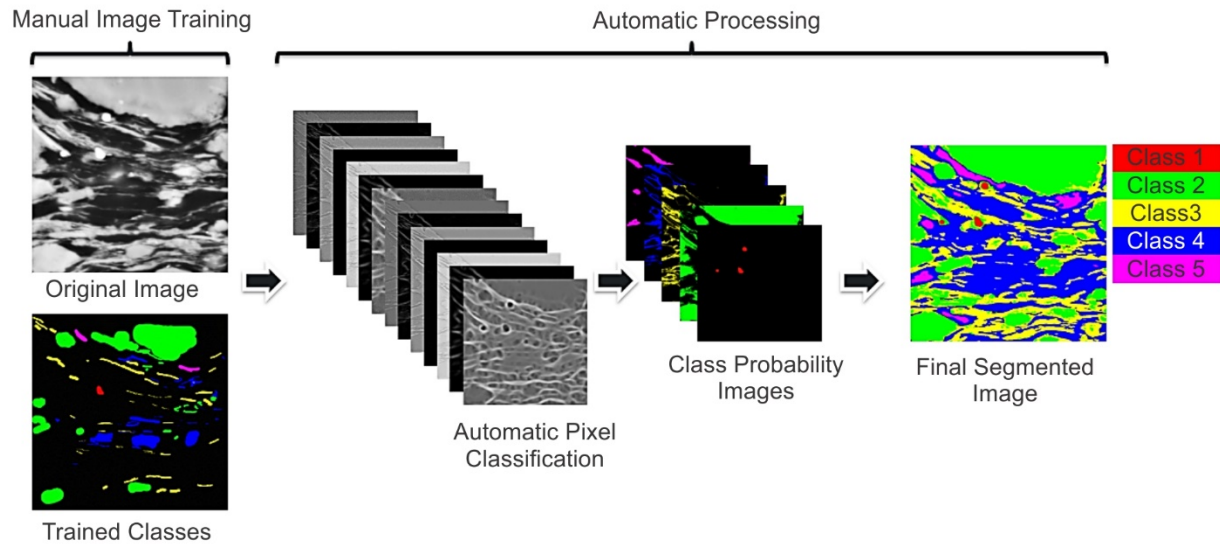 Manual Image Training
Automatic Processing
Original Image
Trained Classes
Automatic Pixel
Classification
Class Probability
Images
Final Segmented
Image
Class 1
Class 2
Class3
Class 4
Class 5